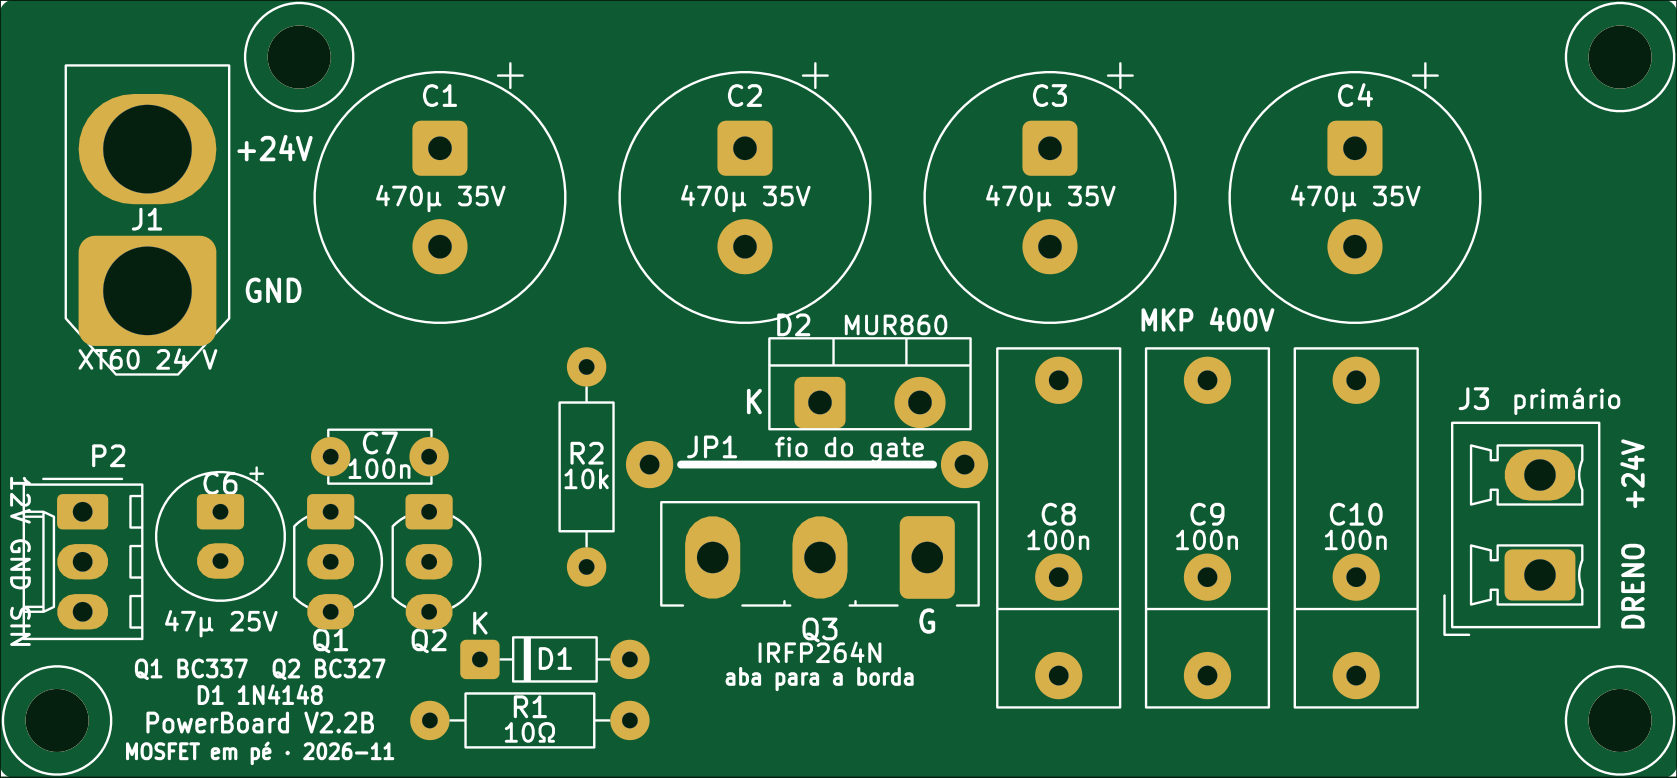 C1
C2
C3
C4
+24V
470µ 35V
470µ 35V
470µ 35V
470µ 35V
J1
GND
XT60 24 V
MKP 400V
D2 MUR860
K
J3 primário
JP1 fio do gate
+24V
DRENO
P2
12V GND SIN
C6
47µ 25V
C7
100n
R2
10k
C8
100n
C9
100n
C10
100n
Q1
Q2
K
D1
Q3
G
IRFP264N
aba para a borda
Q1 BC337 Q2 BC327
D1 1N4148
PowerBoard V2.2B
MOSFET em pé · 2026-11
R1
10Ω